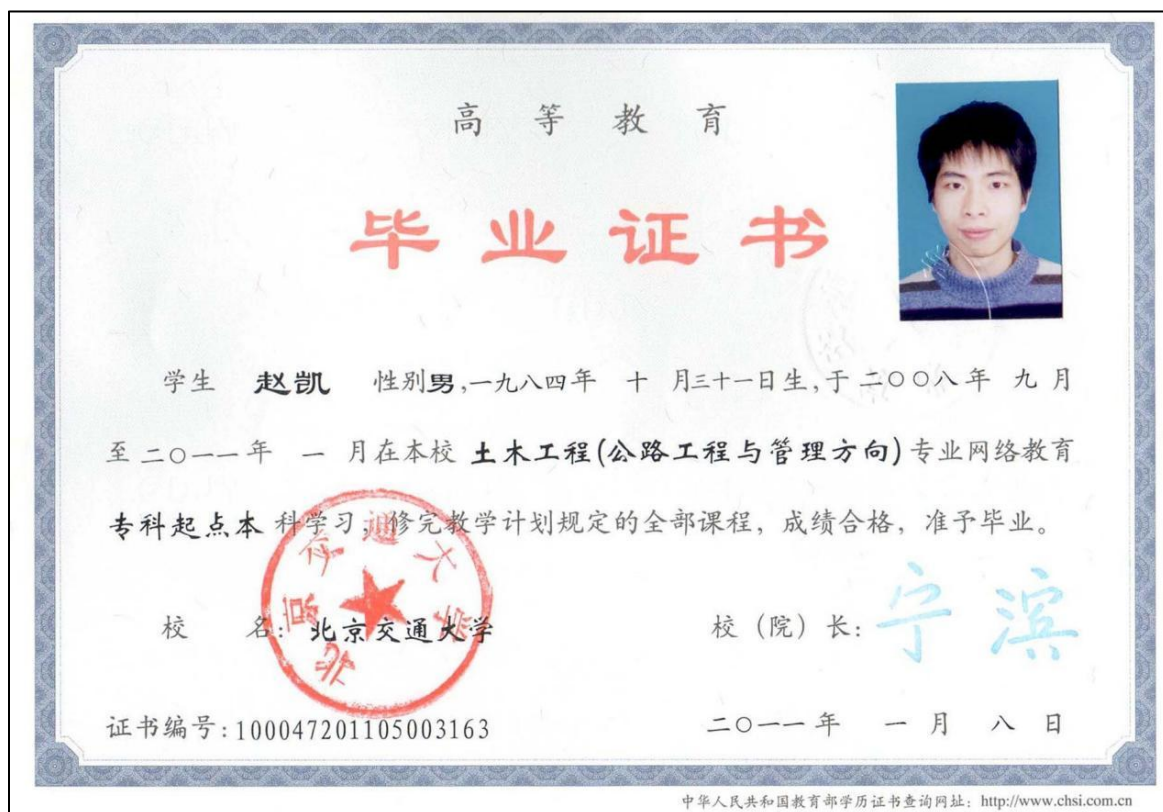 高等教育
毕业证书
学生 赵凯 性别男,一九八四年 十 月三十一日生,于二〇〇八年 九月
至二〇一一年 一 月在本校 土木工程(公路工程与管理方向)专业网络教育
专科起点本科学习,修完教学计划规定的全部课程,成绩合格,准予毕业。
校 名: 北京交通大学
校(院)长: 宁滨
北京交通大学
证书编号:100047201105003163
二〇一一年 一月 八日
中华人民共和国教育部学历证书查询网址: http://www.chsi.com.cn